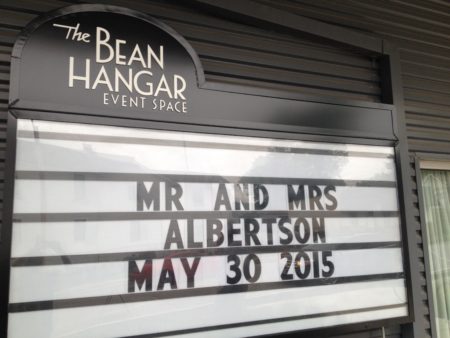 The BEAN
HANGAR
EVENT SPACE
MR AND MRS
ALBERTSON
MAY 30 2015